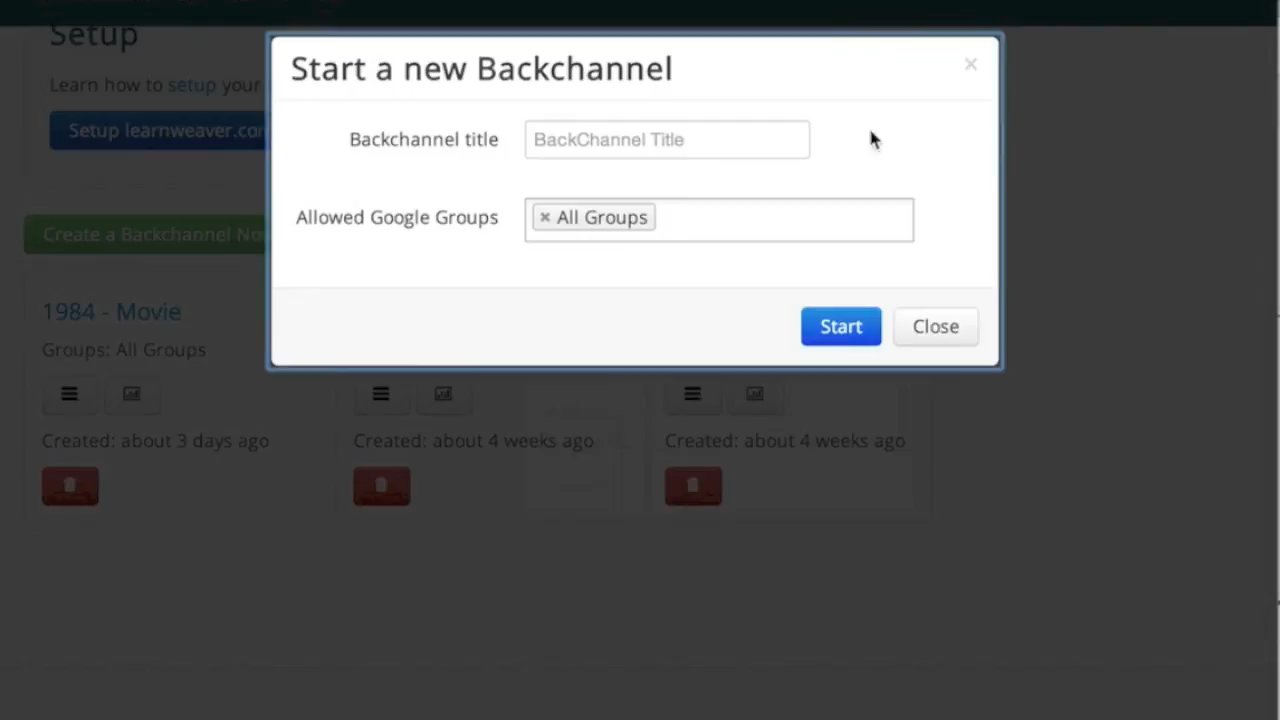 Setup
Learn how to setup your
Setup learnweaver.com
Create a Backchannel No
Start a new Backchannel ×
Backchannel title BackChannel Title
Allowed Google Groups × All Groups
Start Close
1984 - Movie
Groups: All Groups
Created: about 3 days ago Created: about 4 weeks ago Created: about 4 weeks ago